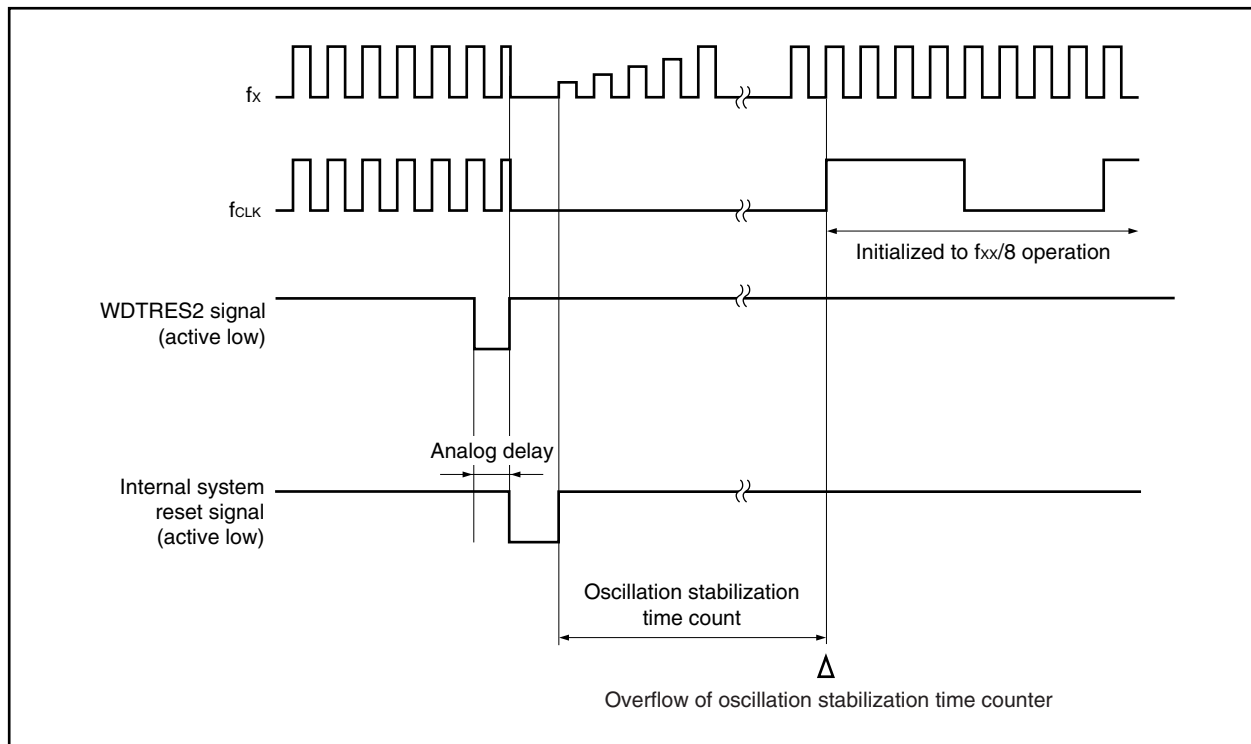 fX
fCLK
Initialized to fXX/8 operation
WDTRES2 signal
(active low)
Analog delay
Internal system
reset signal
(active low)
Oscillation stabilization
time count
Overflow of oscillation stabilization time counter